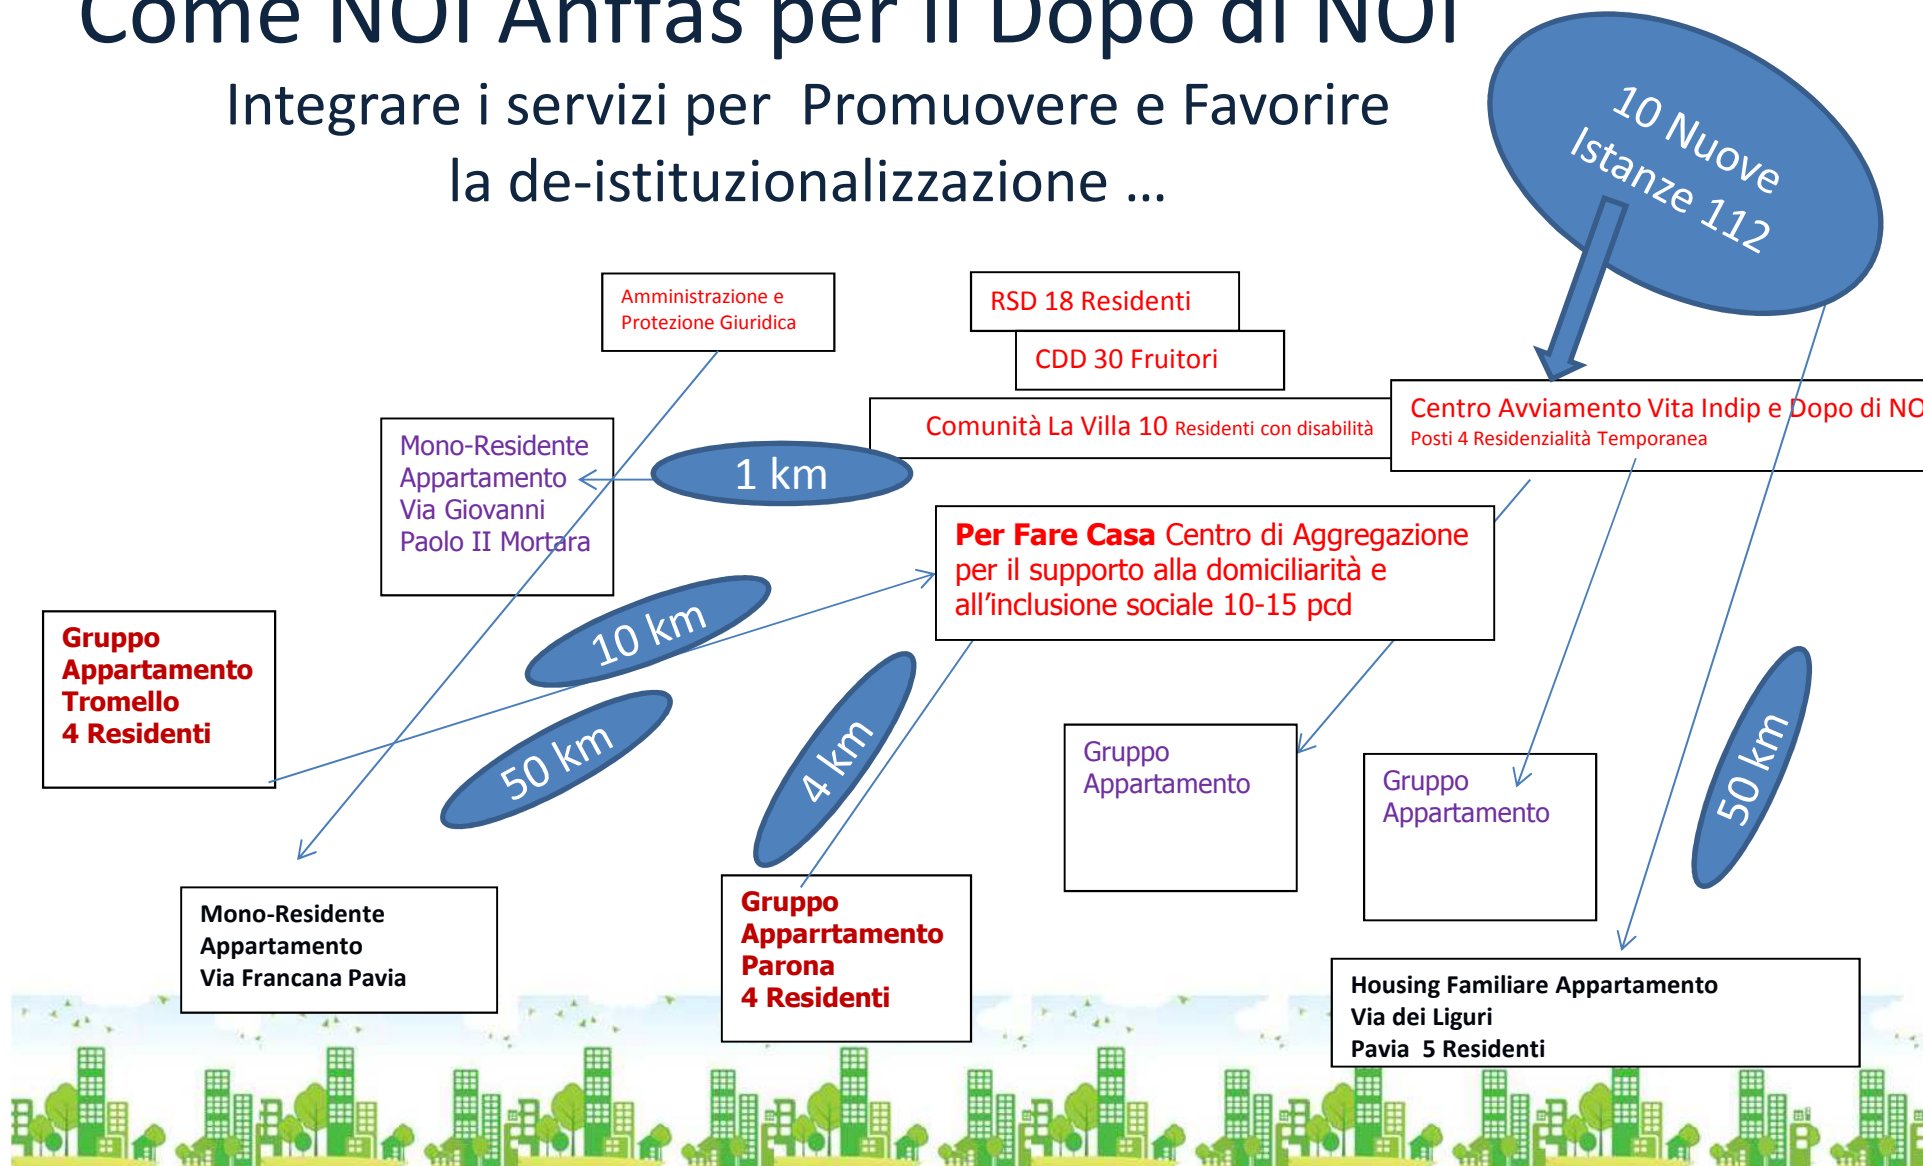 Come NOI Anffas per il Dopo di NOI
Integrare i servizi per Promuovere e Favorire
la de-istituzionalizzazione ...
10 Nuove
Istanze 112
Amministrazione e
Protezione Giuridica
RSD 18 Residenti
CDD 30 Fruitori
Comunità La Villa 10 Residenti con disabilità
Centro Avviamento Vita Indip e Dopo di NO
Posti 4 Residenzialità Temporanea
Mono-Residente
Appartamento
Via Giovanni
Paolo II Mortara
1 km
Per Fare Casa Centro di Aggregazione
per il supporto alla domiciliarità e
all'inclusione sociale 10-15 pcd
10 km
Gruppo
Appartamento
Tromello
4 Residenti
50 km
4 km
Gruppo
Appartamento
Gruppo
Appartamento
50 km
Mono-Residente
Appartamento
Via Francana Pavia
Gruppo
Apparrtamento
Parona
4 Residenti
Housing Familiare Appartamento
Via dei Liguri
Pavia 5 Residenti